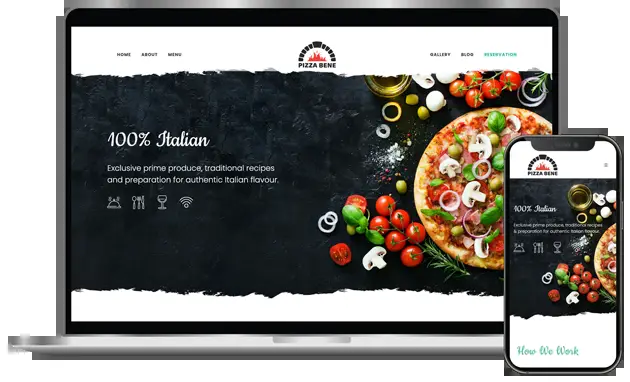 HOME ABOUT MENU
PIZZA BENE
GALLERY BLOG RESERVATION
100% Italian
Exclusive prime produce, traditional recipes
and preparation for authentic Italian flavour.
PIZZA BENE
100% Italian
Exclusive prime produce, traditional recipes
& preparation for authentic Italian flavour.
How We Work